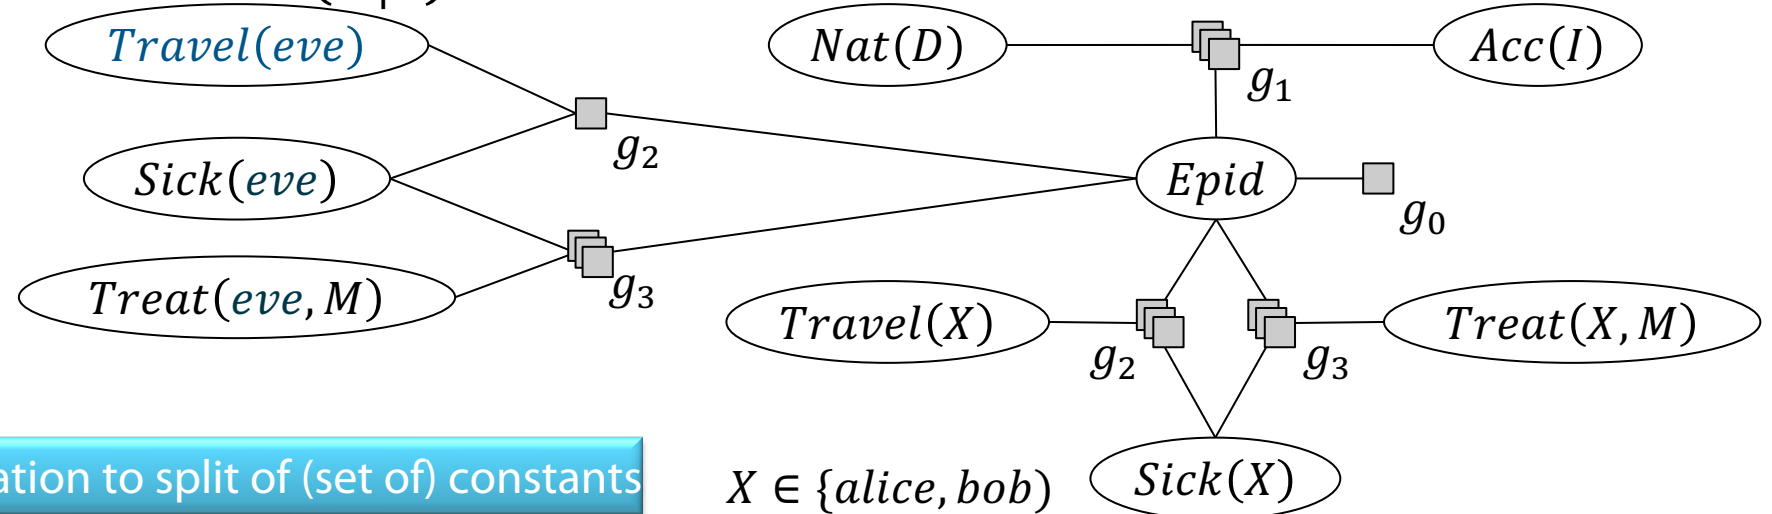 Travel(eve)
Nat(D)
Acc(I)
g₁
g₂
Sick(eve)
Epid
g₀
Treat(eve, M)
g₃
Travel(X)
Treat(X, M)
g₂
g₃
to split of (set of) constants
X ∈ {alice, bob)
Sick(X)